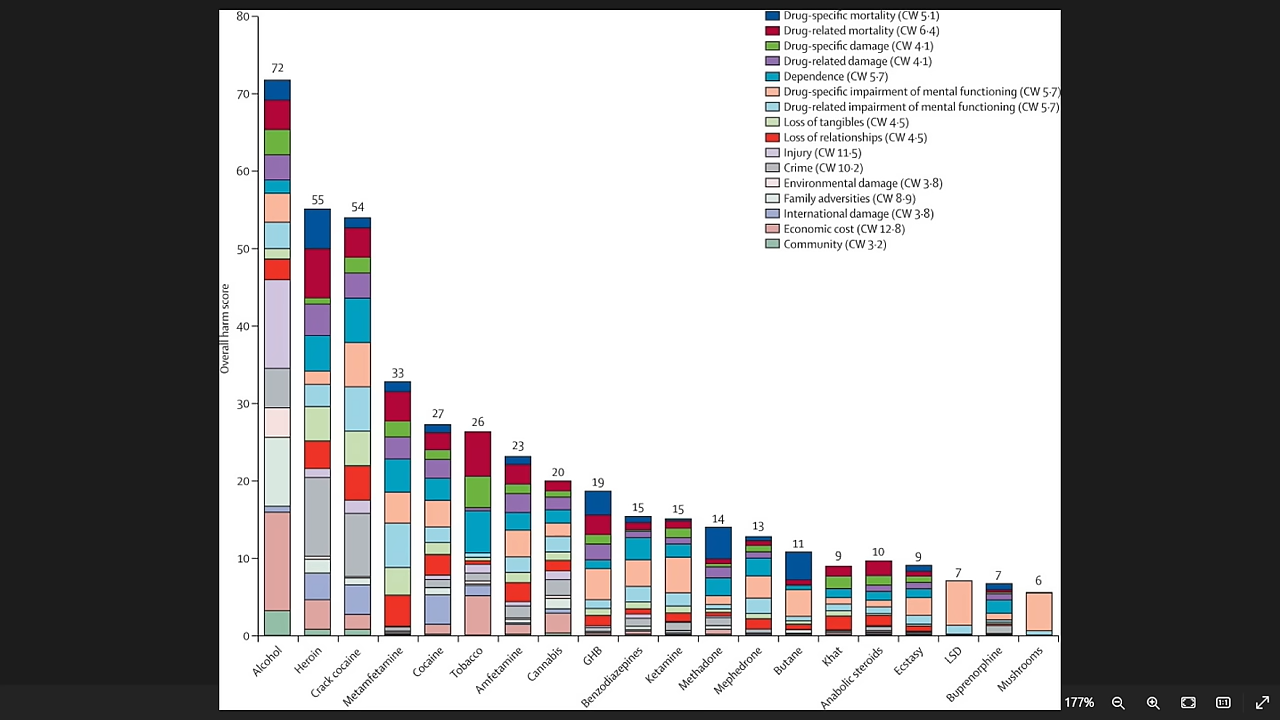 80
70
60
50
40
30
20
10
0
Overall harm score
72
55
54
33
27
26
23
20
19
15
15
14
13
11
9
10
9
7
7
6
Drug-specific mortality (CW 5·1)
Drug-related mortality (CW 6·4)
Drug-specific damage (CW 4·1)
Drug-related damage (CW 4·1)
Dependence (CW 5·7)
Drug-specific impairment of mental functioning (CW 5·7)
Drug-related impairment of mental functioning (CW 5·7)
Loss of tangibles (CW 4·5)
Loss of relationships (CW 4·5)
Injury (CW 11·5)
Crime (CW 10·2)
Environmental damage (CW 3·8)
Family adversities (CW 8·9)
International damage (CW 3·8)
Economic cost (CW 12·8)
Community (CW 3·2)
Alcohol
Heroin
Crack cocaine
Metamfetamine
Cocaine
Tobacco
Amfetamine
Cannabis
GHB
Benzodiazepines
Ketamine
Methadone
Mephedrone
Butane
Khat
Anabolic steroids
Ecstasy
LSD
Buprenorphine
Mushrooms
177%
1:1